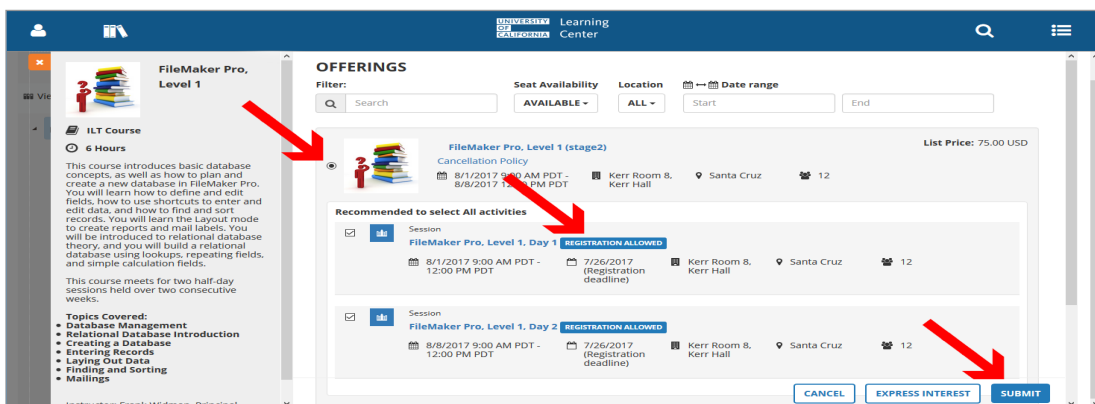 UNIVERSITY OF CALIFORNIA Learning Center
Vie
FileMaker Pro, Level 1
ILT Course
6 Hours
This course introduces basic database
concepts, as well as how to plan and
create a new database in FileMaker Pro.
You will learn how to define and edit
fields, how to use shortcuts to enter and
edit data, and how to find and sort
records. You will learn the Layout mode
to create reports and mail labels. You
will be introduced to relational database
theory, and you will build a relational
database using lookups, repeating fields,
and simple calculation fields.
This course meets for two half-day
sessions held over two consecutive
weeks.
Topics Covered:
• Database Management
• Relational Database Introduction
• Creating a Database
• Entering Records
• Laying Out Data
• Finding and Sorting
• Mailings
OFFERINGS
Filter: Seat Availability Location Date range
Search AVAILABLE ALL Start End
FileMaker Pro, Level 1 (stage2) List Price: 75.00 USD
Cancellation Policy
8/1/2017 9:00 AM PDT - Kerr Room 8, Santa Cruz 12
8/8/2017 12:00 PM PDT Kerr Hall
Recommended to select All activities
Session
FileMaker Pro, Level 1, Day 1 REGISTRATION ALLOWED
8/1/2017 9:00 AM PDT - 7/26/2017 Kerr Room 8, Santa Cruz 12
12:00 PM PDT (Registration Kerr Hall
deadline)
Session
FileMaker Pro, Level 1, Day 2 REGISTRATION ALLOWED
8/8/2017 9:00 AM PDT - 7/26/2017 Kerr Room 8, Santa Cruz 12
12:00 PM PDT (Registration Kerr Hall
deadline)
CANCEL EXPRESS INTEREST SUBMIT